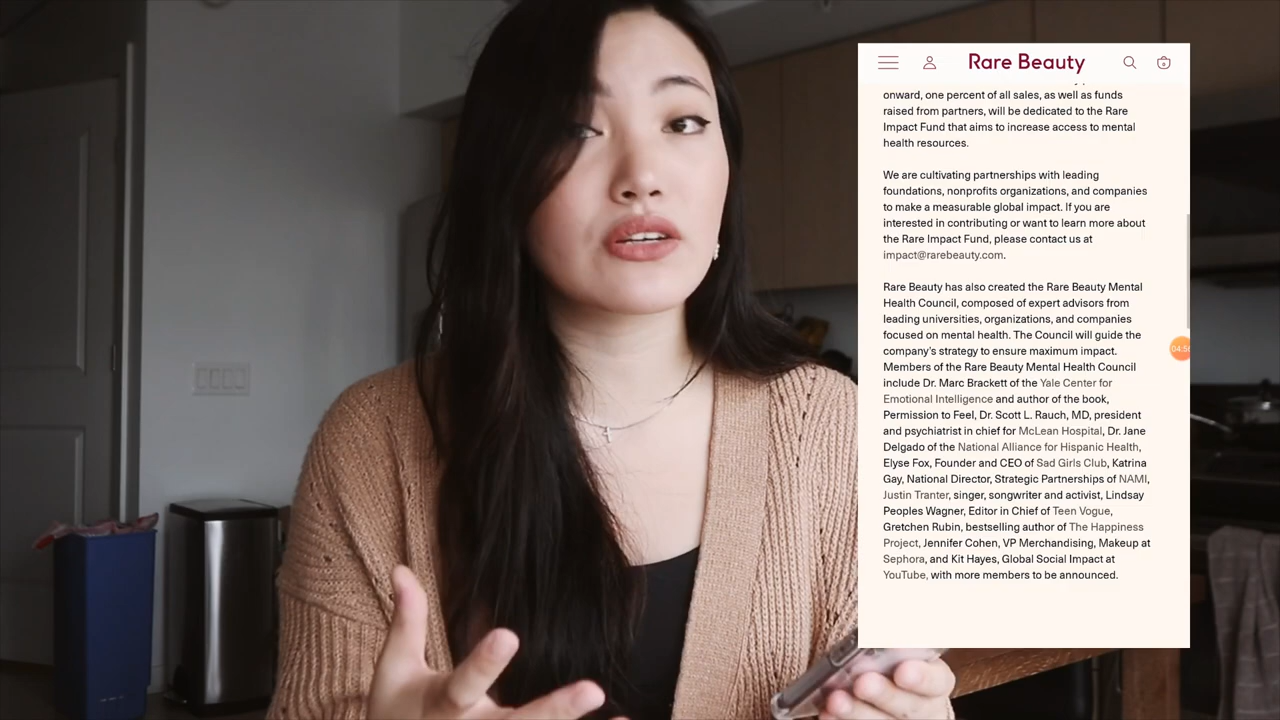 Rare Beauty
onward, one percent of all sales, as well as funds
raised from partners, will be dedicated to the Rare
Impact Fund that aims to increase access to mental
health resources.
We are cultivating partnerships with leading
foundations, nonprofits organizations, and companies
to make a measurable global impact. If you are
interested in contributing or want to learn more about
the Rare Impact Fund, please contact us at
impact@rarebeauty.com.
Rare Beauty has also created the Rare Beauty Mental
Health Council, composed of expert advisors from
leading universities, organizations, and companies
focused on mental health. The Council will guide the
company's strategy to ensure maximum impact.
Members of the Rare Beauty Mental Health Council
include Dr. Marc Brackett of the Yale Center for
Emotional Intelligence and author of the book,
Permission to Feel, Dr. Scott L. Rauch, MD, president
and psychiatrist in chief for McLean Hospital, Dr. Jane
Delgado of the National Alliance for Hispanic Health,
Elyse Fox, Founder and CEO of Sad Girls Club, Katrina
Gay, National Director, Strategic Partnerships of NAMI,
Justin Tranter, singer, songwriter and activist, Lindsay
Peoples Wagner, Editor in Chief of Teen Vogue,
Gretchen Rubin, bestselling author of The Happiness
Project, Jennifer Cohen, VP Merchandising, Makeup at
Sephora, and Kit Hayes, Global Social Impact at
YouTube, with more members to be announced.
04:56